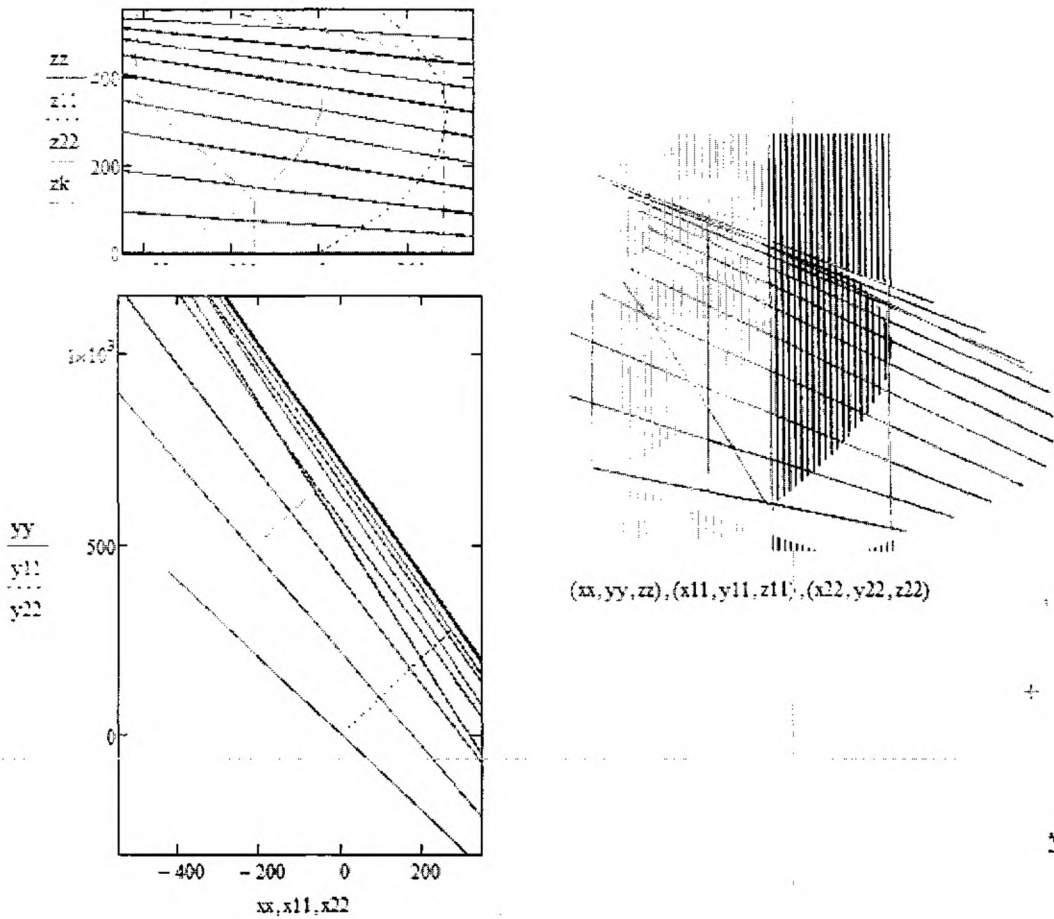 zz
z11
z22
zk
400
200
0
1×10³
500
0
yy
y11
y22
−400 −200 0 200
xx,x11,x22
(xx,yy,zz),(x11,y11,z11),(x22,y22,z22)